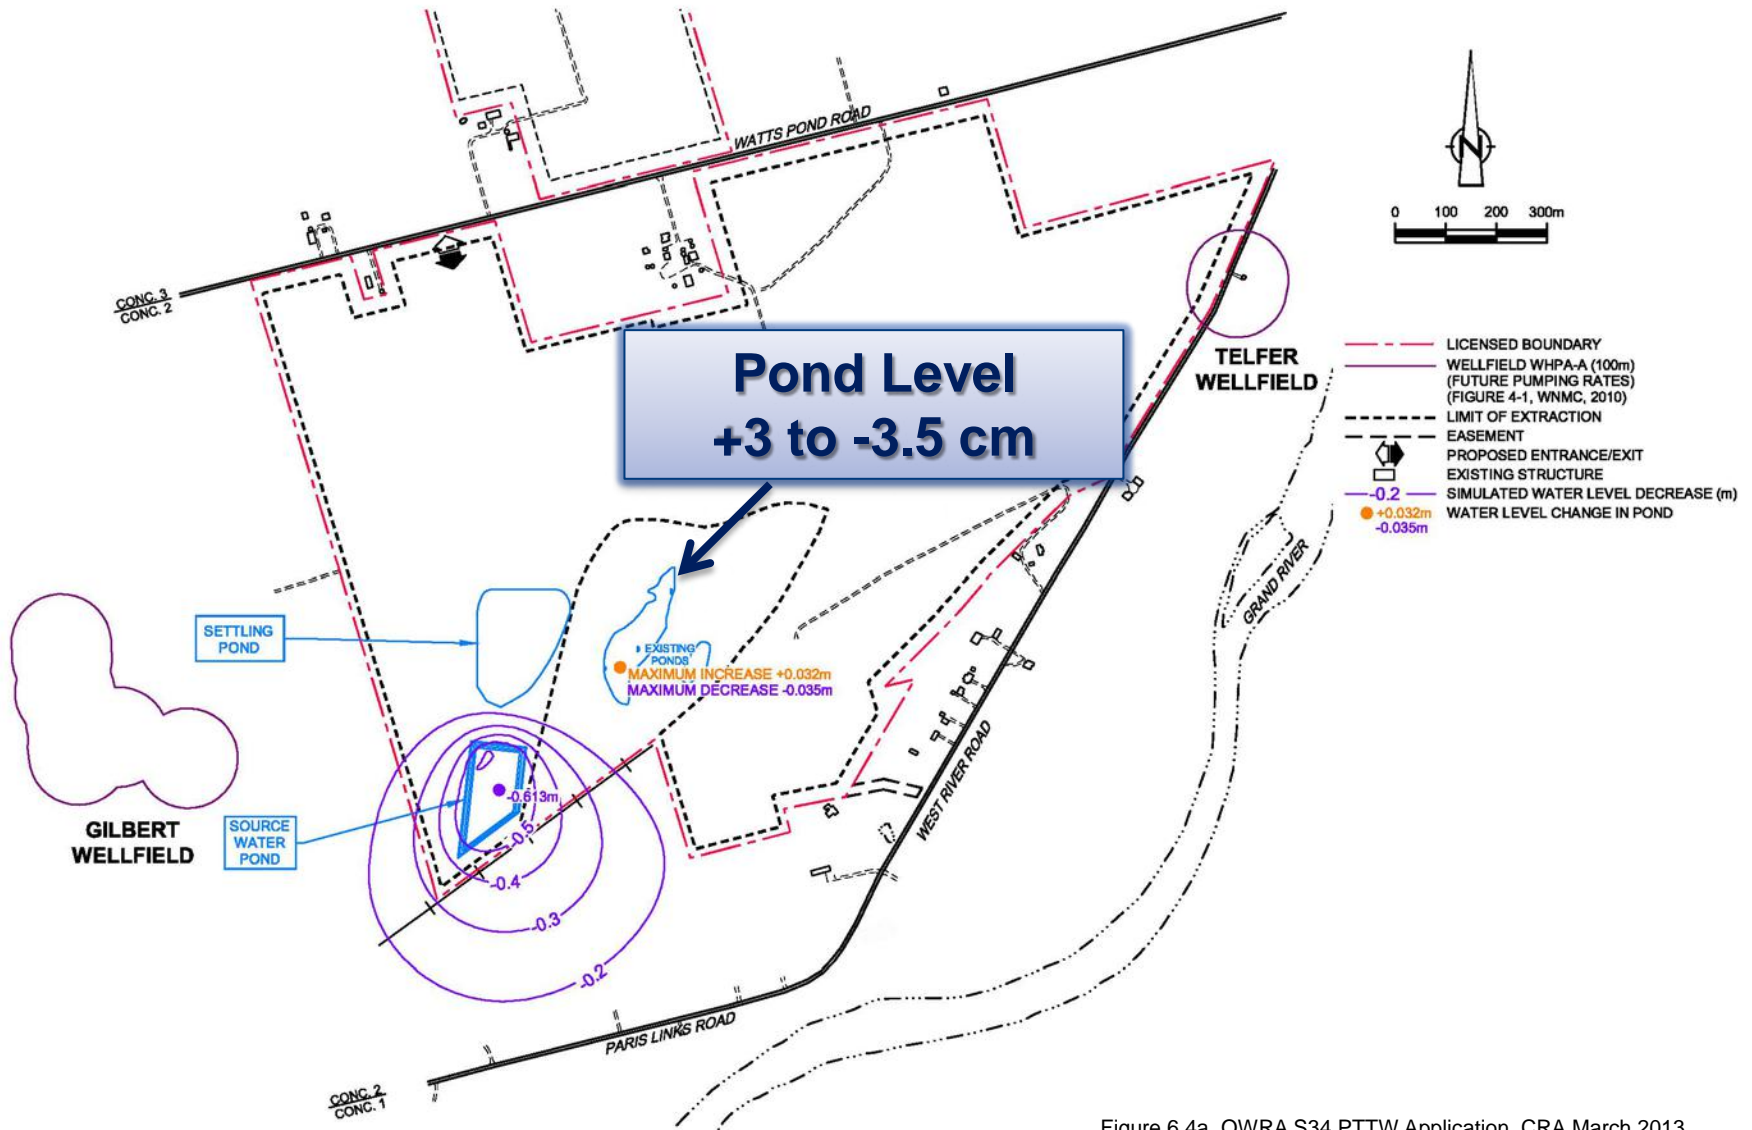 WATTS POND ROAD
0 100 200 300m
CONC. 3
CONC. 2
Pond Level
+3 to -3.5 cm
TELFER
WELLFIELD
LICENSED BOUNDARY
WELLFIELD WHPA-A (100m)
(FUTURE PUMPING RATES)
(FIGURE 4-1, WNMC, 2010)
LIMIT OF EXTRACTION
EASEMENT
PROPOSED ENTRANCE/EXIT
EXISTING STRUCTURE
-0.2 SIMULATED WATER LEVEL DECREASE (m)
+0.032m WATER LEVEL CHANGE IN POND
-0.035m
GRAND RIVER
SETTLING
POND
EXISTING
PONDS
MAXIMUM INCREASE +0.032m
MAXIMUM DECREASE -0.035m
-0.613m
GILBERT
WELLFIELD
SOURCE
WATER
POND
-0.5
-0.4
-0.3
-0.2
WEST RIVER ROAD
PARIS LINKS ROAD
CONC. 2
CONC. 1
N
Figure 6.4a, OWRA S34 PTTW Application, CRA March 2013